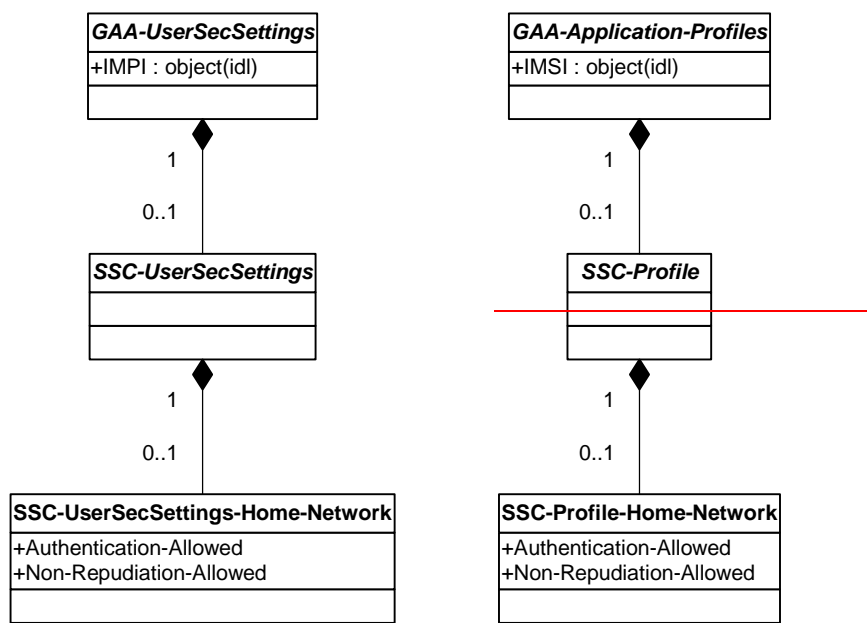 GAA-UserSecSettings
+IMPI : object(idl)
1
0..1
SSC-UserSecSettings
1
0..1
SSC-UserSecSettings-Home-Network
+Authentication-Allowed
+Non-Repudiation-Allowed
GAA-Application-Profiles
+IMSI : object(idl)
1
0..1
SSC-Profile
1
0..1
SSC-Profile-Home-Network
+Authentication-Allowed
+Non-Repudiation-Allowed